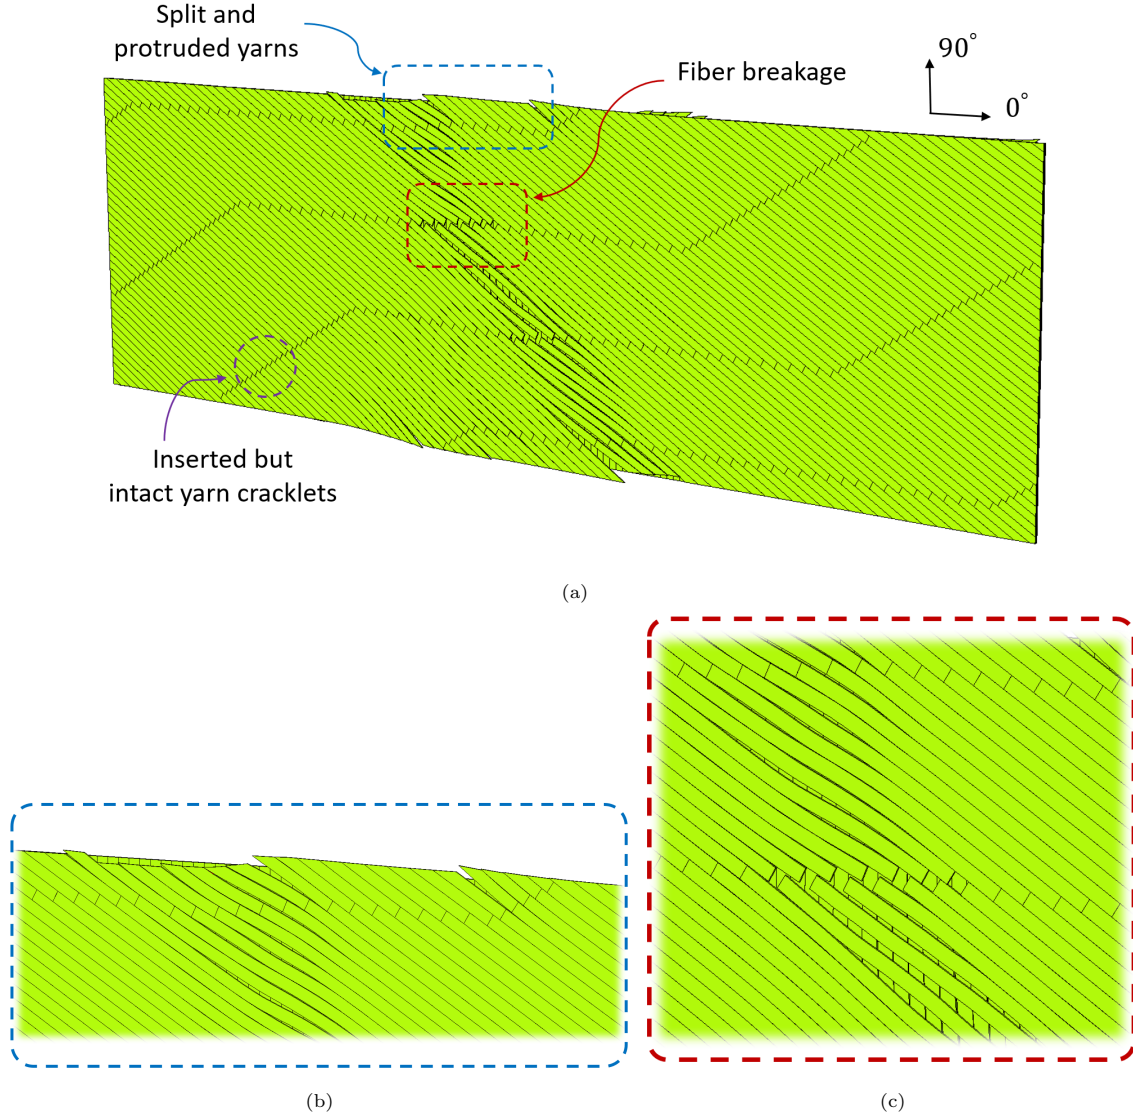 Split and
protruded yarns
Fiber breakage
90°
0°
Inserted but
intact yarn cracklets
(a)
(b)
(c)